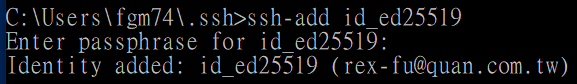 C:\Users\fgm74\.ssh>ssh-add id_ed25519
Enter passphrase for id_ed25519:
Identity added: id_ed25519 (rex-fu@quan.com.tw)